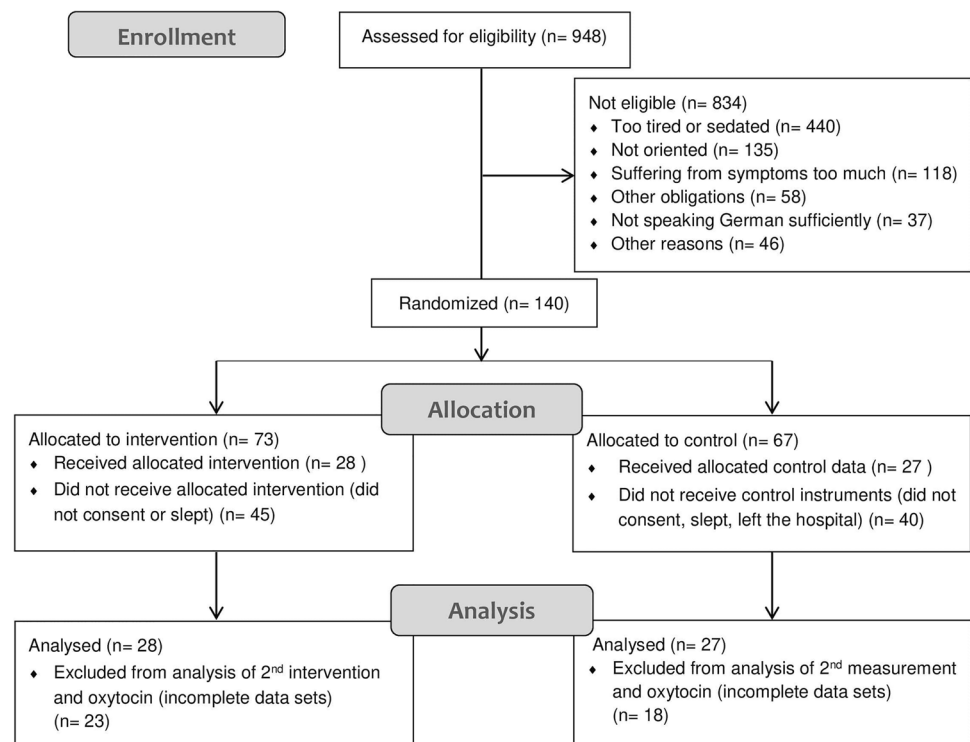 Enrollment
Assessed for eligibility (n= 948)
Not eligible (n= 834)
♦ Too tired or sedated (n= 440)
♦ Not oriented (n= 135)
♦ Suffering from symptoms too much (n= 118)
♦ Other obligations (n= 58)
♦ Not speaking German sufficiently (n= 37)
♦ Other reasons (n= 46)
Randomized (n= 140)
Allocation
Allocated to intervention (n= 73)
♦ Received allocated intervention (n= 28 )
♦ Did not receive allocated intervention (did
not consent or slept) (n= 45)
Allocated to control (n= 67)
♦ Received allocated control data (n= 27 )
♦ Did not receive control instruments (did not
consent, slept, left the hospital) (n= 40)
Analysis
Analysed (n= 28)
♦ Excluded from analysis of 2nd intervention
and oxytocin (incomplete data sets)
(n= 23)
Analysed (n= 27)
♦ Excluded from analysis of 2nd measurement
and oxytocin (incomplete data sets)
(n= 18)